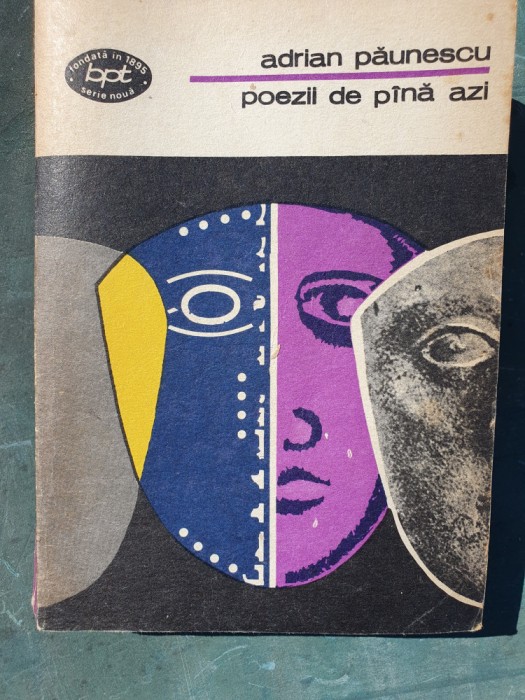 fondată în 1895
bpt
serie nouă
adrian păunescu
poezii de pînă azi